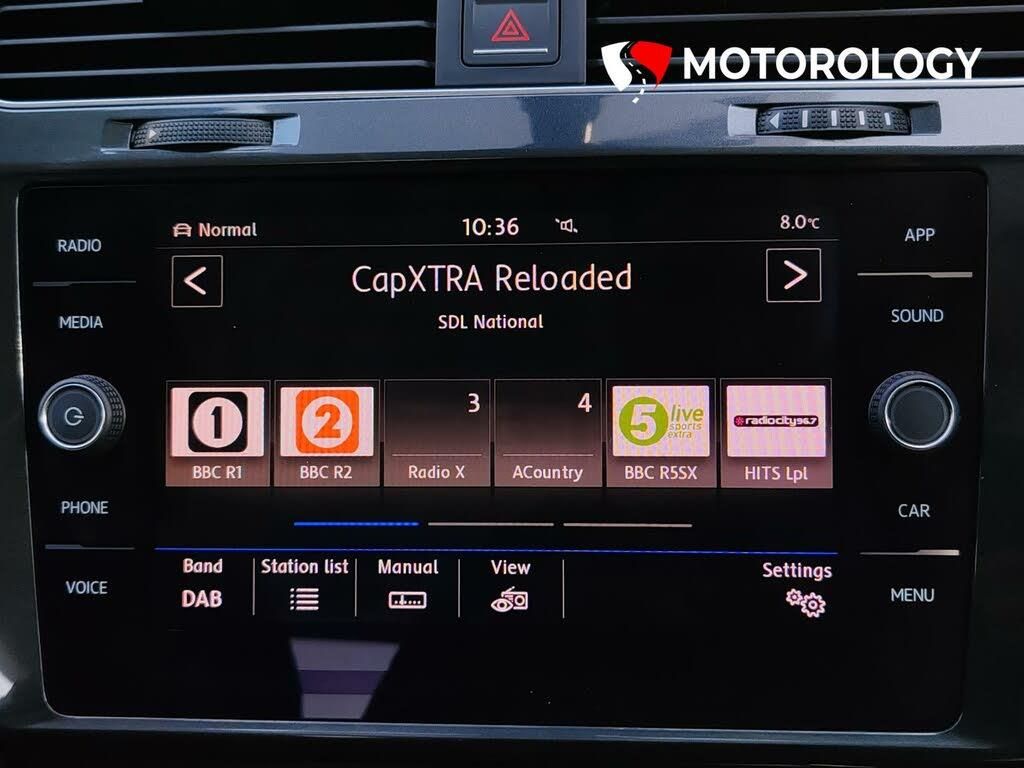 MOTOROLOGY
RADIO
MEDIA
PHONE
VOICE
Normal
10:36
8.0°C
<
CapXTRA Reloaded
>
SDL National
1
2
3
4
5 live
sports
extra
radiocity96.7
BBC R1
BBC R2
Radio X
ACountry
BBC R5SX
HITS Lpl
Band
Station list
Manual
View
Settings
DAB
APP
SOUND
CAR
MENU